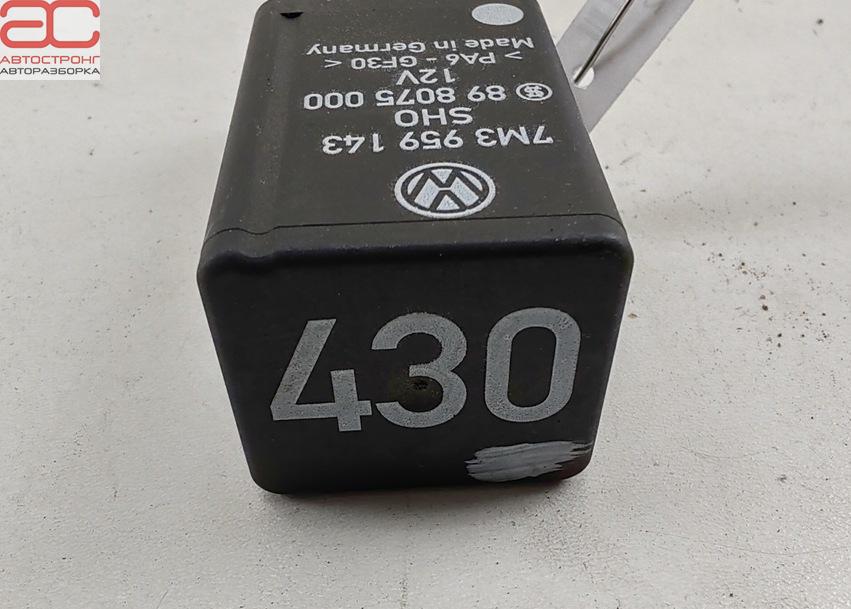 АС
АВТОСТРОНГ
АВТОРАЗБОРКА
7M3 959 143
SHO
89 8075 000
12V
> PA6 - GF30 <
Made in Germany
430